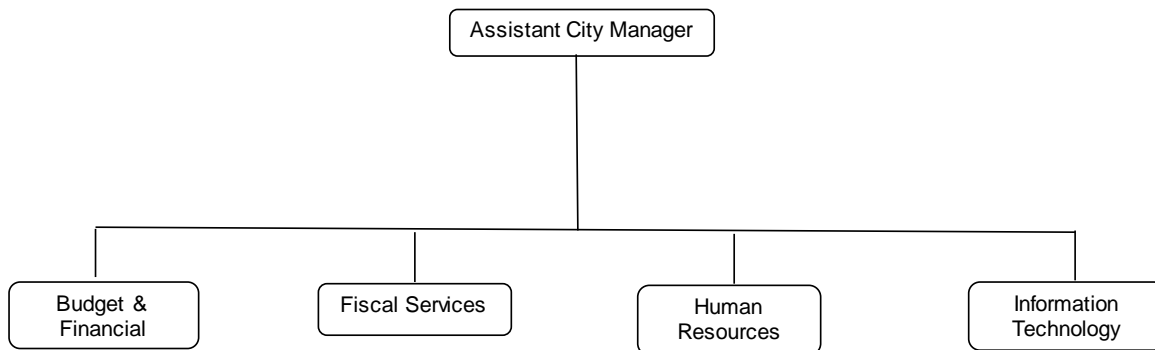 Assistant City Manager
Budget &
Financial
Fiscal Services
Human
Resources
Information
Technology